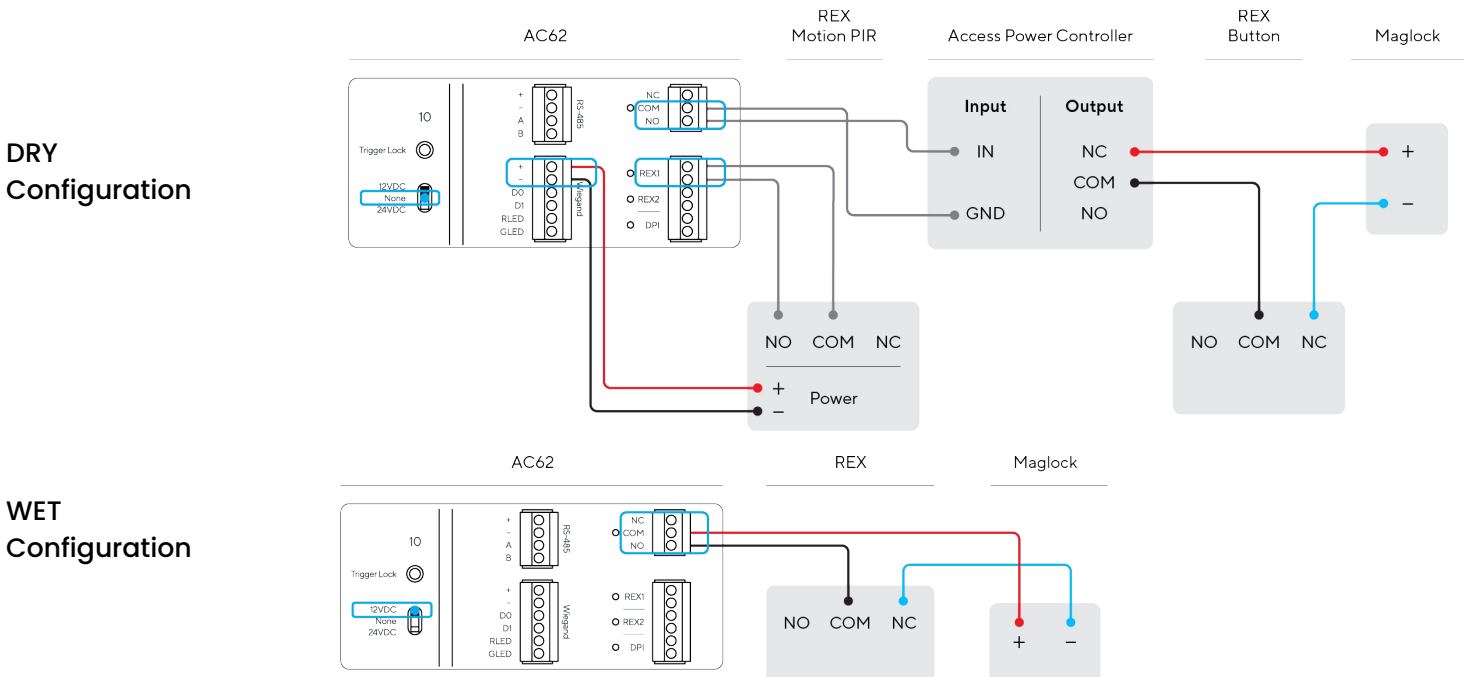 AC62
REX
Motion PIR
Access Power Controller
REX
Button
Maglock
DRY
Configuration
10
Trigger Lock
12VDC
None
24VDC
+
-
A
B
RS-485
+
-
D0
D1
RLED
GLED
Wiegand
NC
COM
NO
REX1
REX2
DPI
Input
Output
IN
NC
COM
GND
NO
+
−
NO COM NC
+
−
Power
NO COM NC
WET
Configuration
AC62
REX
Maglock
10
Trigger Lock
12VDC
None
24VDC
+
-
A
B
RS-485
+
-
D0
D1
RLED
GLED
Wiegand
NC
COM
NO
REX1
REX2
DPI
NO COM NC
+ −